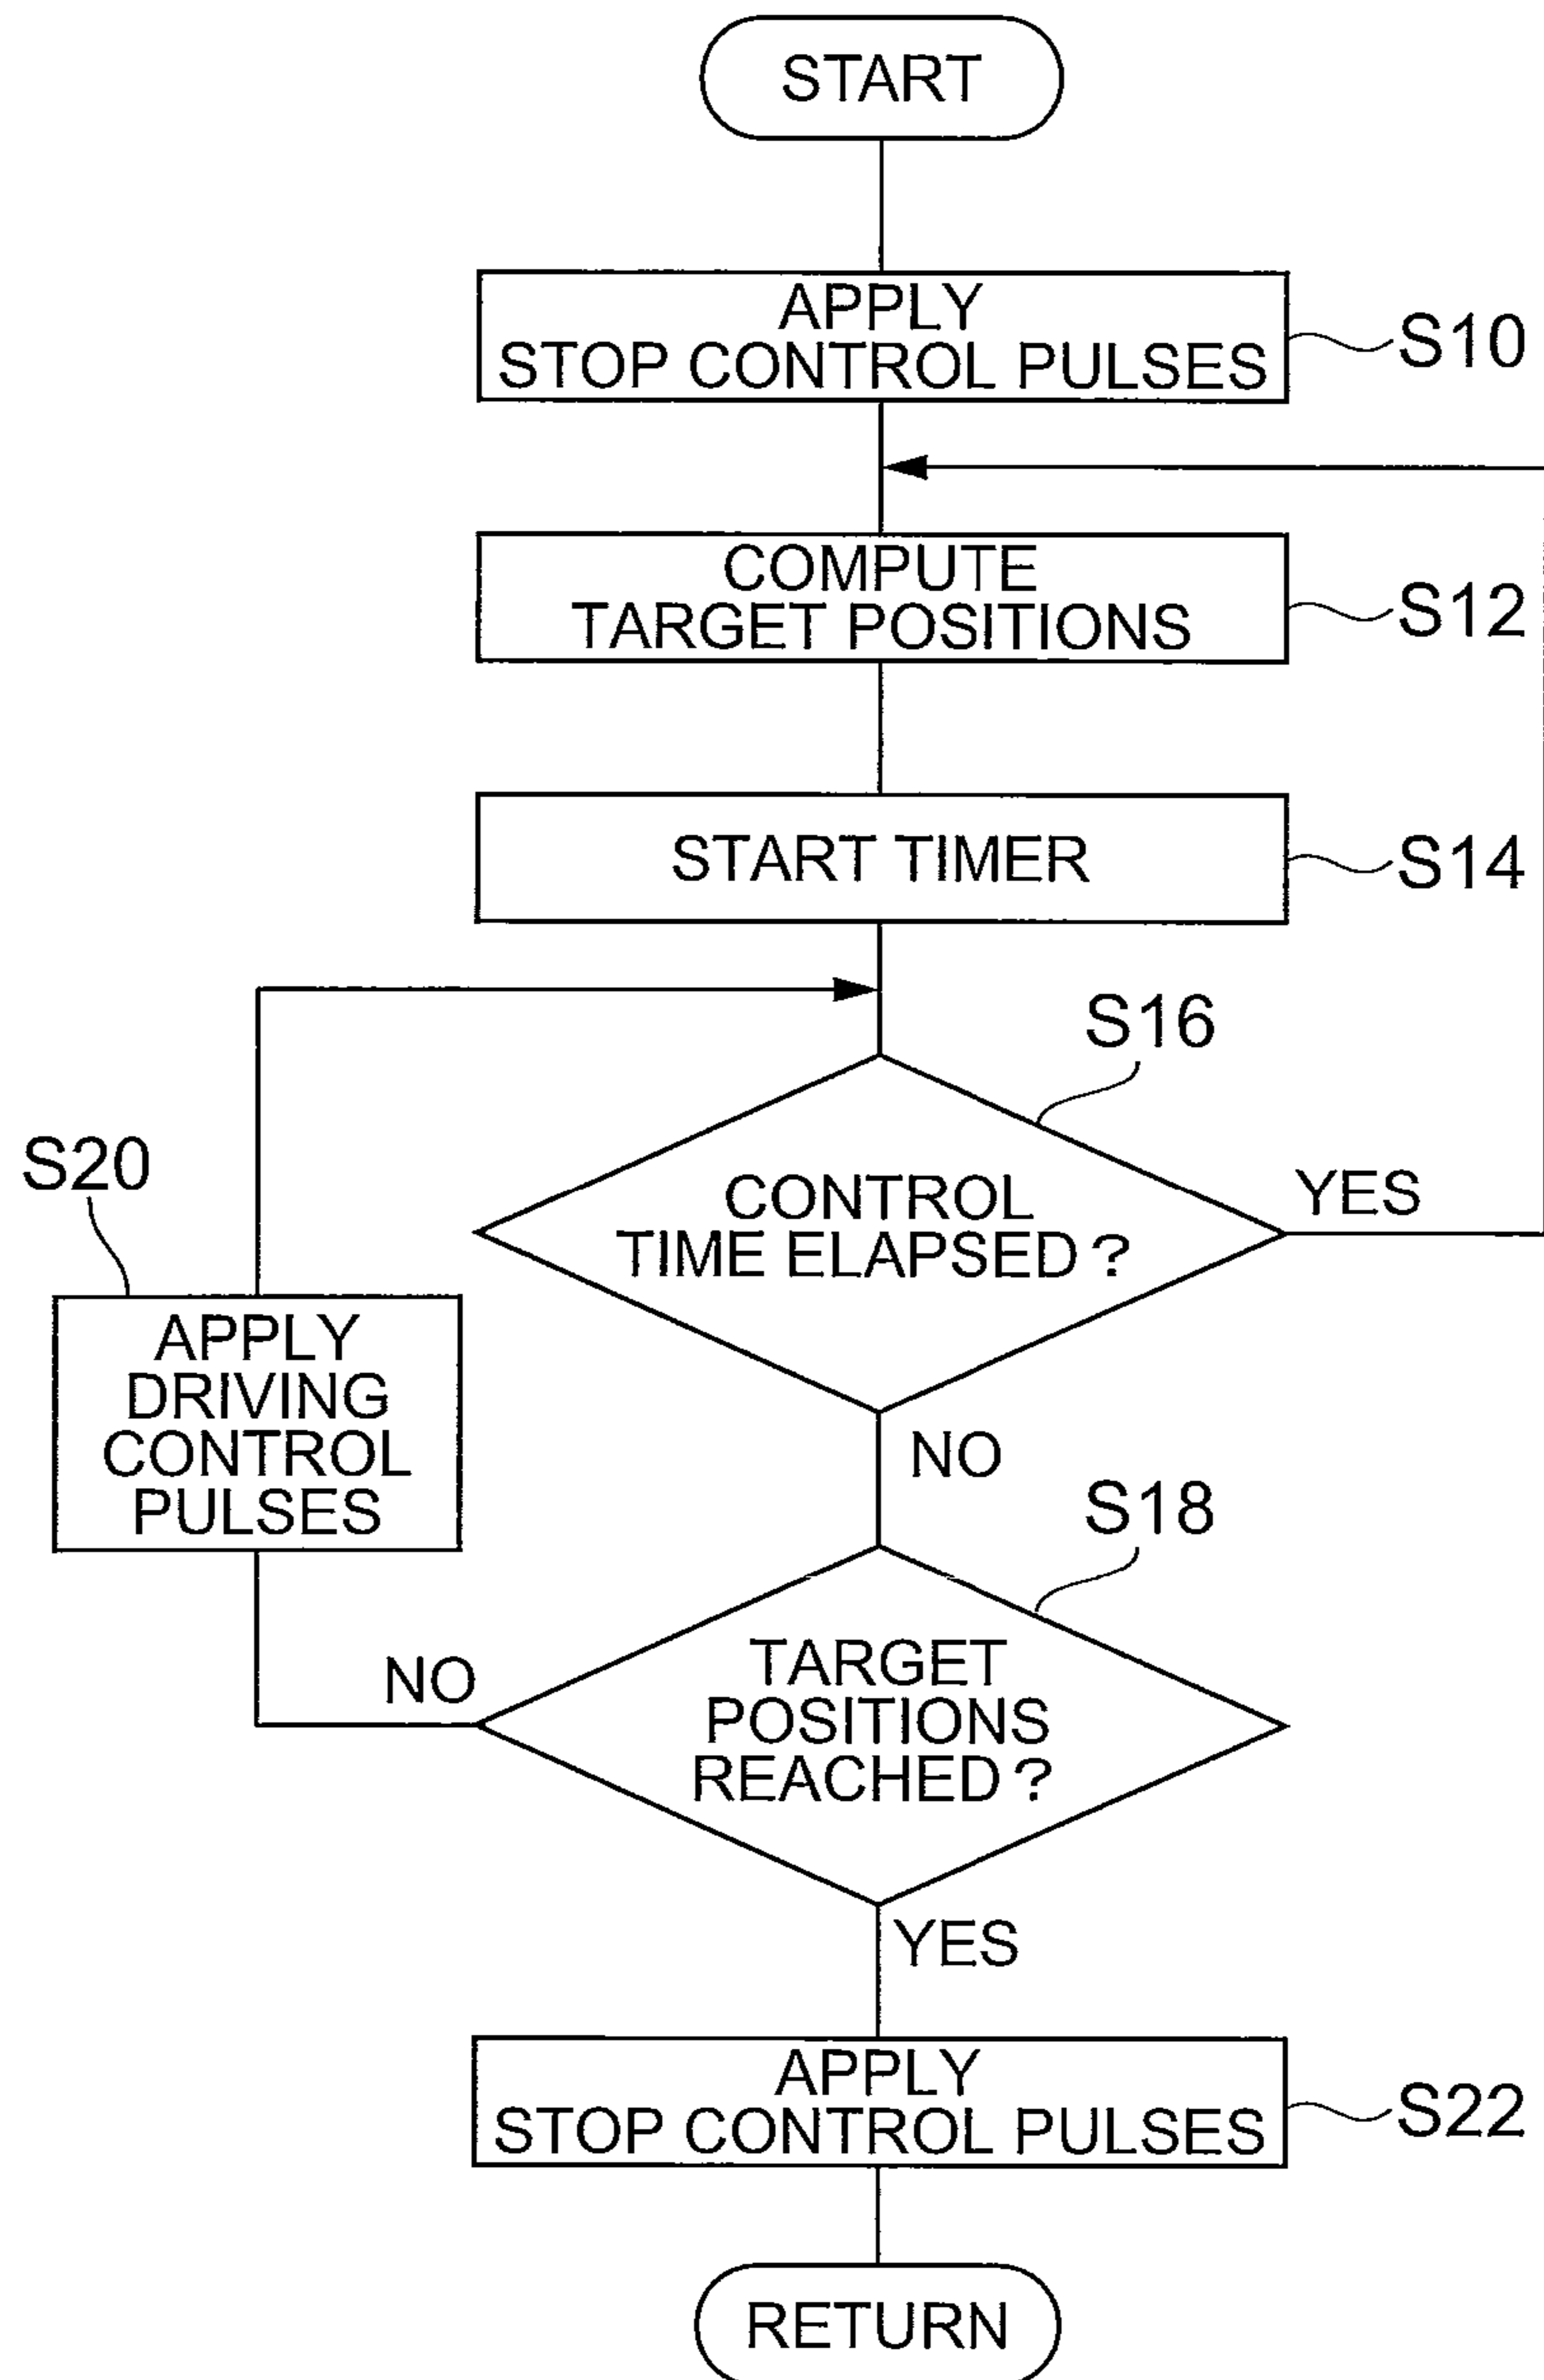 START
APPLY
STOP CONTROL PULSES
S10
COMPUTE
TARGET POSITIONS
S12
START TIMER
S14
S16
CONTROL
TIME ELAPSED ?
YES
NO
S20
APPLY
DRIVING
CONTROL
PULSES
S18
TARGET
POSITIONS
REACHED ?
NO
YES
APPLY
STOP CONTROL PULSES
S22
RETURN